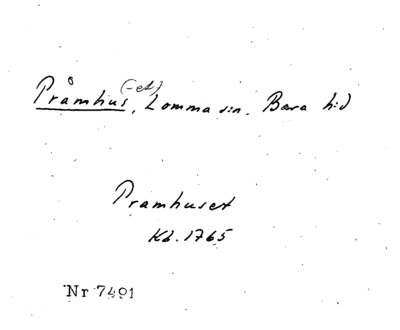 Pråmhus (-et), Lomma sn. Bara hd
Pramhuset
Kb. 1765
Nr 7491